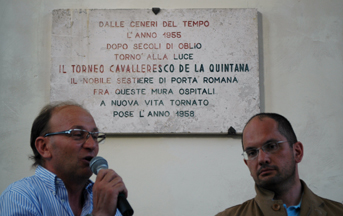 DALLE CENERI DEL TEMPO
L'ANNO 1955
DOPO SECOLI DI OBLIO
TORNO' ALLA LUCE
IL TORNEO CAVALLERESCO DE LA QUINTANA
IL NOBILE SESTIERE DI PORTA ROMANA
FRA QUESTE MURA OSPITALI
A NUOVA VITA TORNATO
POSE L'ANNO 1958